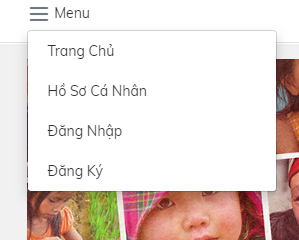 Menu
Trang Chủ
Hồ Sơ Cá Nhân
Đăng Nhập
Đăng Ký